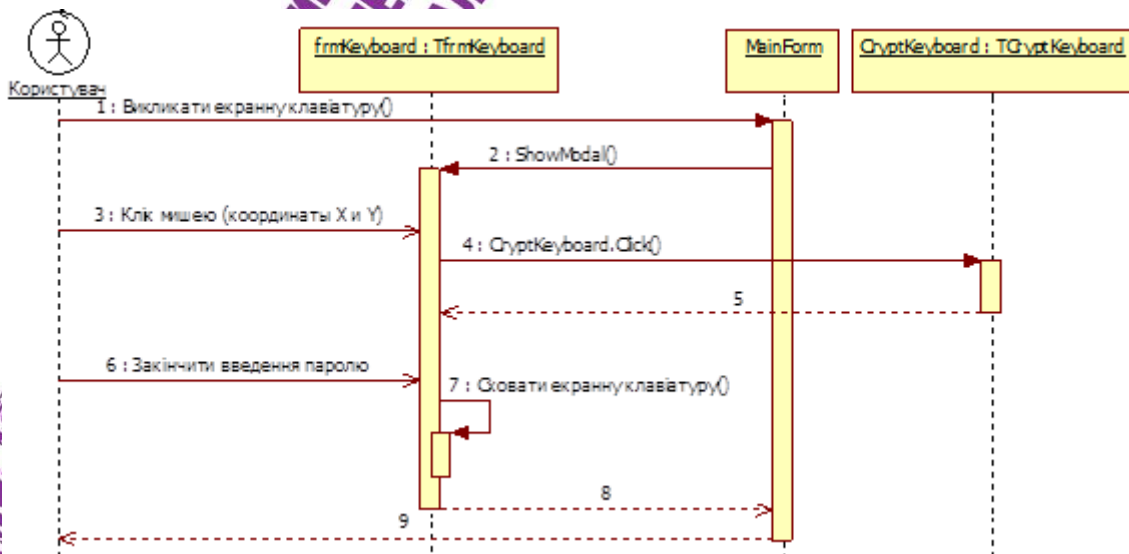 frmKeyboard : TfrmKeyboard
MainForm
CryptKeyboard : TCryptKeyboard
Користувач
1 : Викликати екранну клавіатуру()
2 : ShowModal()
3 : Клік мишею (координаты X и Y)
4 : CryptKeyboard.Click()
5
6 : Закінчити введення паролю
7 : Сховати екранну клавіатуру()
8
9